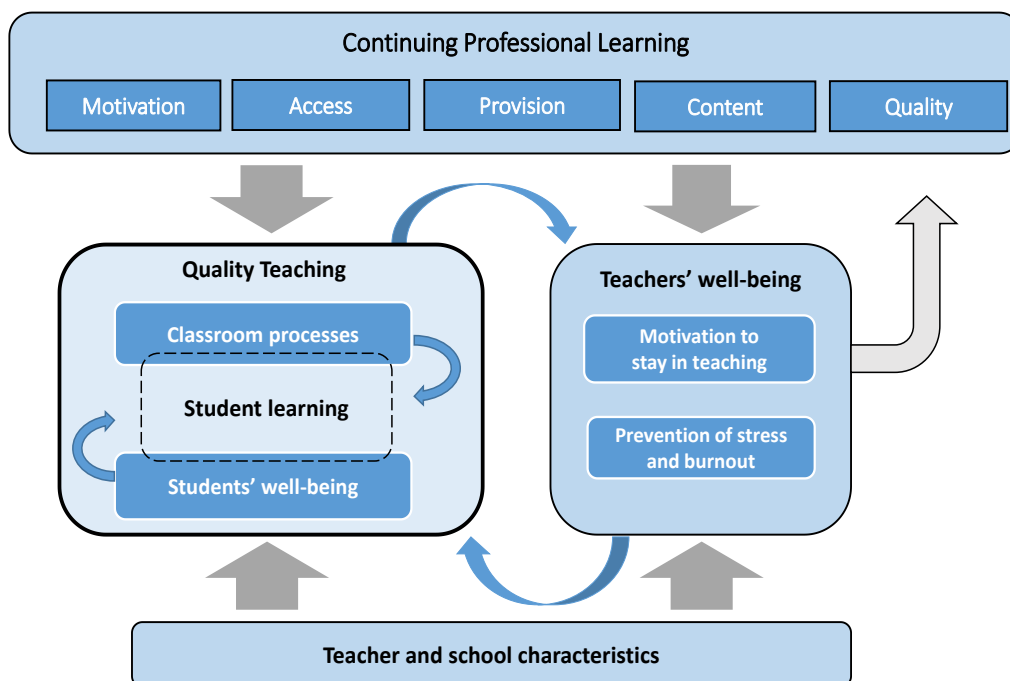 Continuing Professional Learning
Motivation
Access
Provision
Content
Quality
Quality Teaching
Classroom processes
Student learning
Students’ well-being
Teachers’ well-being
Motivation to
stay in teaching
Prevention of stress
and burnout
Teacher and school characteristics